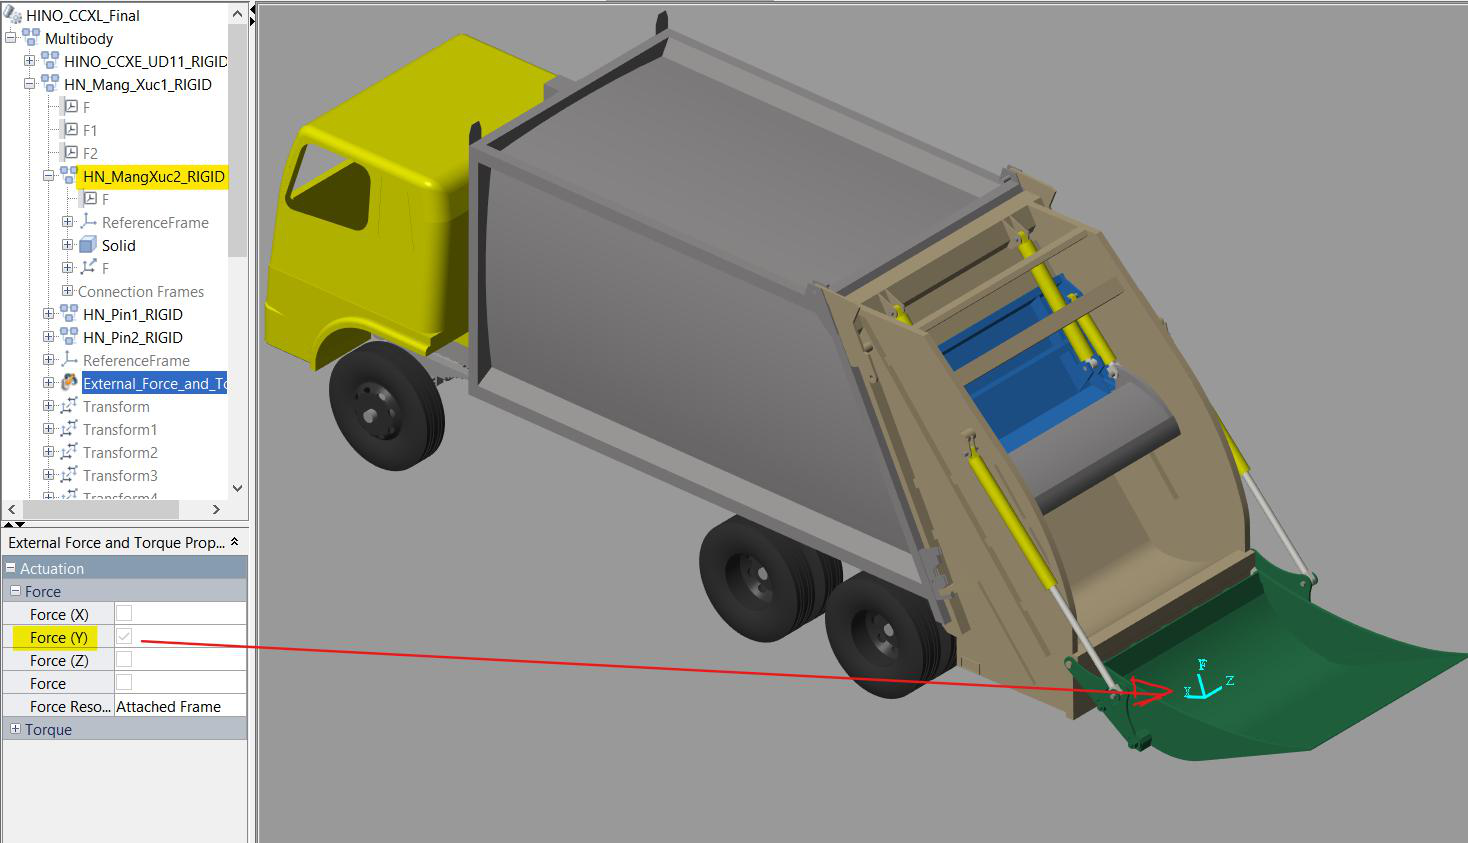 HINO_CCXL_Final
Multibody
HINO_CCXE_UD11_RIGID
HN_Mang_Xuc1_RIGID
F
F1
F2
HN_MangXuc2_RIGID
F
ReferenceFrame
Solid
F
Connection Frames
HN_Pin1_RIGID
HN_Pin2_RIGID
ReferenceFrame
External_Force_and_To
Transform
Transform1
Transform2
Transform3
Transform4
External Force and Torque Prop...
Actuation
Force
Force (X)
Force (Y)
Force (Z)
Force
Force Reso... Attached Frame
Torque
F
X Z